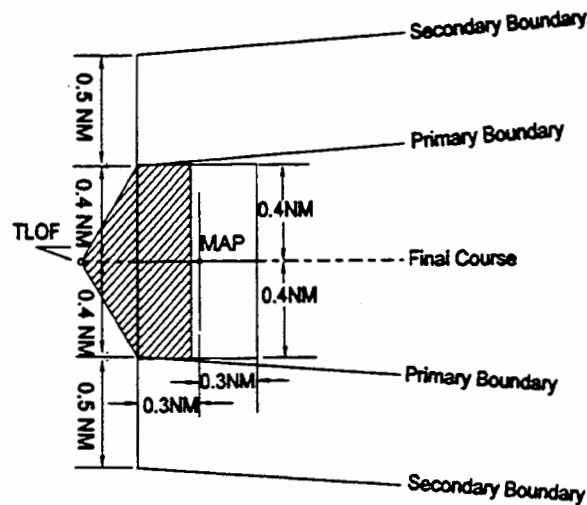 Secondary Boundary
0.5 NM
Primary Boundary
0.4 NM
0.4NM
TLOF
MAP
Final Course
0.4 NM
0.4NM
0.3NM
Primary Boundary
0.3NM
0.5 NM
Secondary Boundary